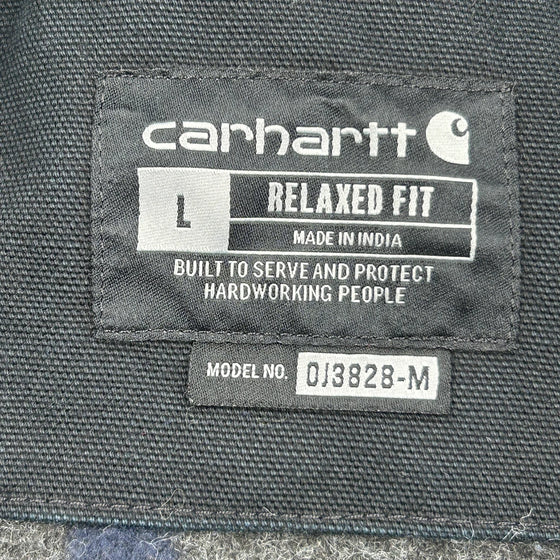 carhartt
L RELAXED FIT
MADE IN INDIA
BUILT TO SERVE AND PROTECT
HARDWORKING PEOPLE
MODEL NO. OJ3828-M